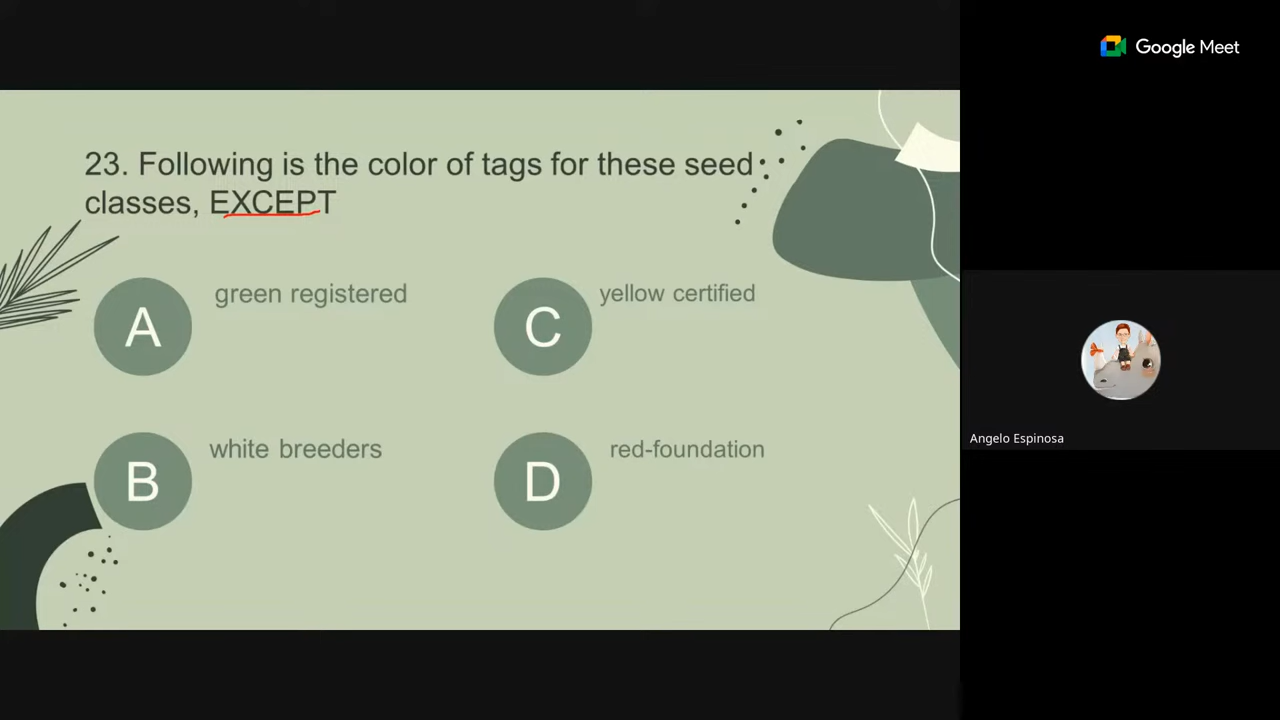 Google Meet
23. Following is the color of tags for these seed
classes, EXCEPT
A green registered
C yellow certified
B white breeders
D red-foundation
Angelo Espinosa